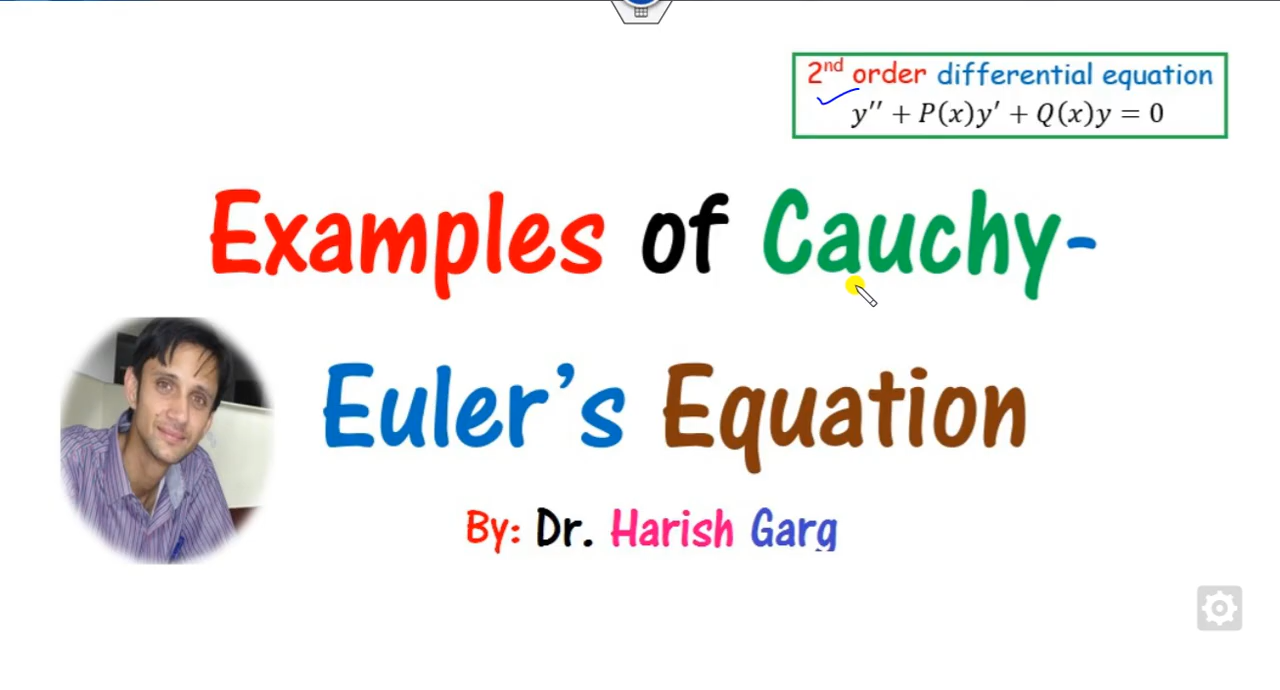 2nd order differential equation
y'' + P(x)y' + Q(x)y = 0
Examples of Cauchy-
Euler's Equation
By: Dr. Harish Garg